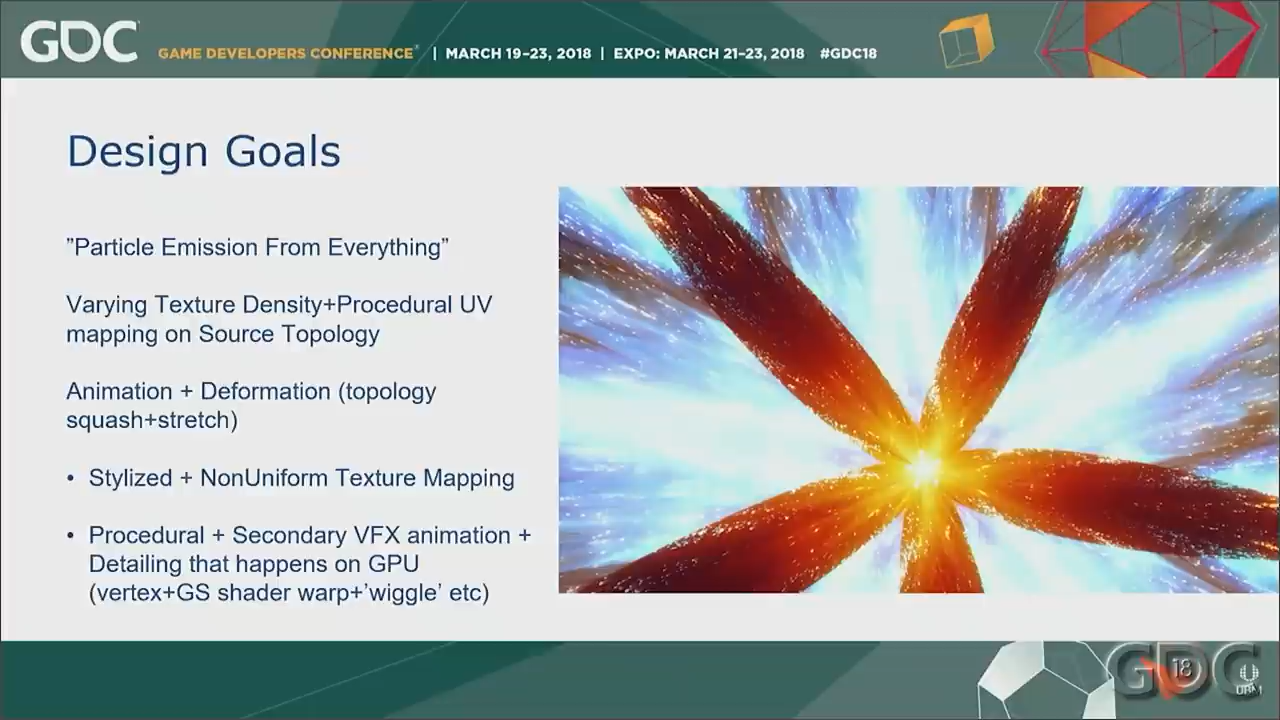 GDC
GAME DEVELOPERS CONFERENCE® | MARCH 19–23, 2018 | EXPO: MARCH 21–23, 2018 #GDC18
Design Goals
”Particle Emission From Everything”
Varying Texture Density+Procedural UV
mapping on Source Topology
Animation + Deformation (topology
squash+stretch)
• Stylized + NonUniform Texture Mapping
• Procedural + Secondary VFX animation +
Detailing that happens on GPU
(vertex+GS shader warp+’wiggle’ etc)
GDC
18
UBM